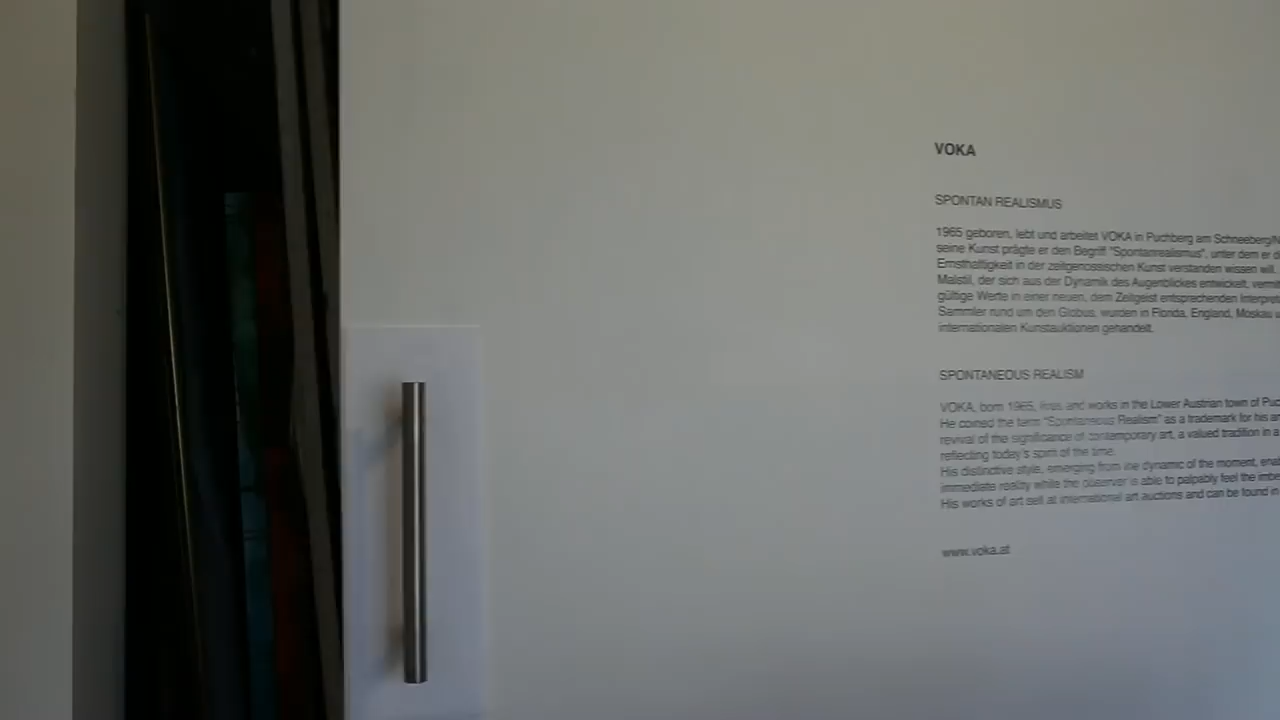 VOKA
SPONTAN REALISMUS
1965 geboren, lebt und arbeitet VOKA in Puchberg am Schneeberg/N
seine Kunst prägte er den Begriff "Spontanrealismus", unter dem er d
Ernsthaftigkeit in der zeitgenössischen Kunst verstanden wissen will.
Malstil, der sich aus der Dynamik des Augenblickes entwickelt, vermi
gültige Werte in einer neuen, dem Zeitgeist entsprechenden Interpre
Sammler rund um den Globus, wurden in Florida, England, Moskau u
internationalen Kunstauktionen gehandelt.
SPONTANEOUS REALISM
VOKA, born 1965, lives and works in the Lower Austrian town of Puc
He coined the term "Spontaneous Realism" as a trademark for his ar
revival of the significance of contemporary art, a valued tradition in a
reflecting today's spirit of the time.
His distinctive style, emerging from the dynamic of the moment, ena
immediate reality while the observer is able to palpably feel the imbe
His works of art sell at international art auctions and can be found in
www.voka.at